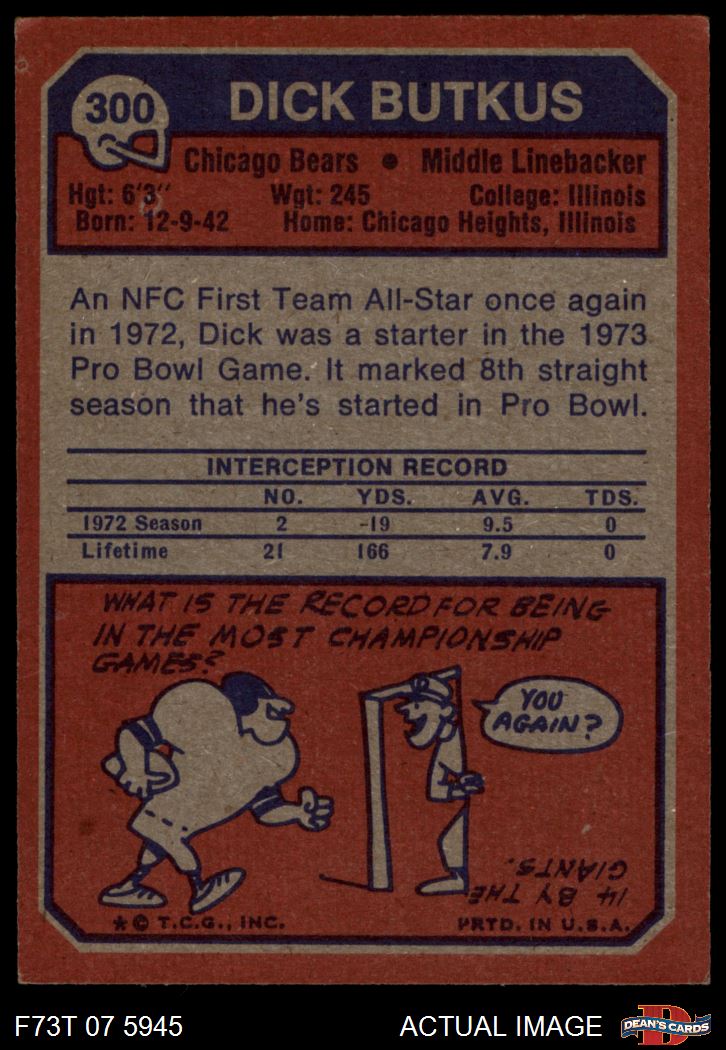 300
DICK BUTKUS
Chicago Bears • Middle Linebacker
Hgt: 6'3" Wgt: 245 College: Illinois
Born: 12-9-42 Home: Chicago Heights, Illinois
An NFC First Team All-Star once again
in 1972, Dick was a starter in the 1973
Pro Bowl Game. It marked 8th straight
season that he's started in Pro Bowl.
INTERCEPTION RECORD
NO. YDS. AVG. TDS.
1972 Season 2 -19 9.5 0
Lifetime 21 166 7.9 0
WHAT IS THE RECORD FOR BEING
IN THE MOST CHAMPIONSHIP
GAMES?
YOU
AGAIN?
14 BY THE
GIANTS.
* © T.C.G., INC. PRTD. IN U.S.A.
F73T 07 5945 ACTUAL IMAGE
D
DEAN'S CARDS